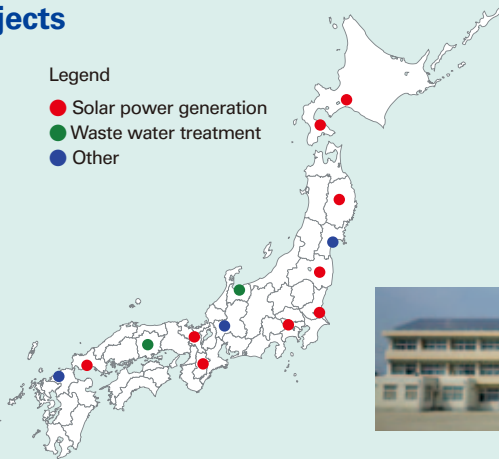 jects
Legend
Solar power generation
Waste water treatment
Other